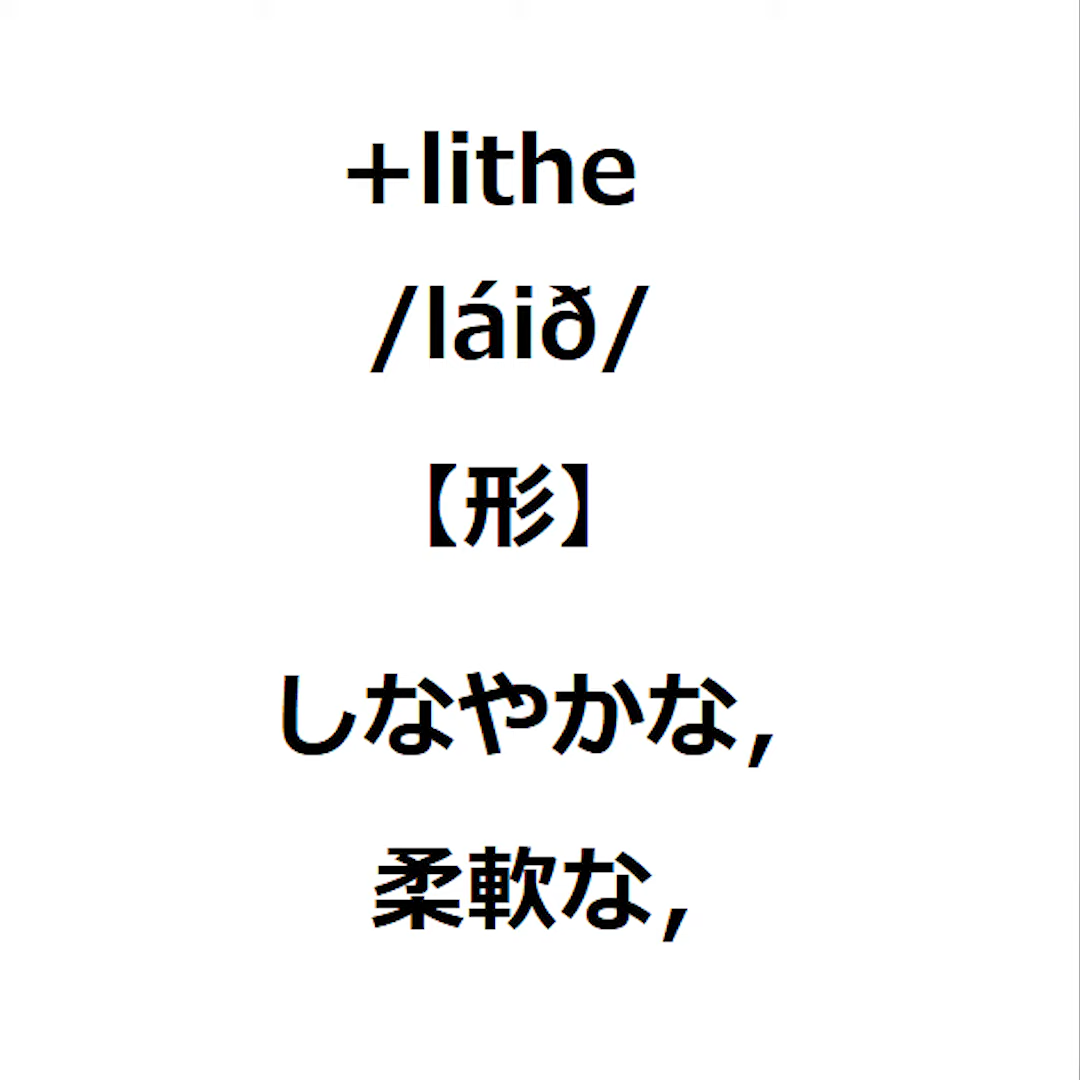 +lithe
/láið/
【形】
しなやかな,
柔軟な,